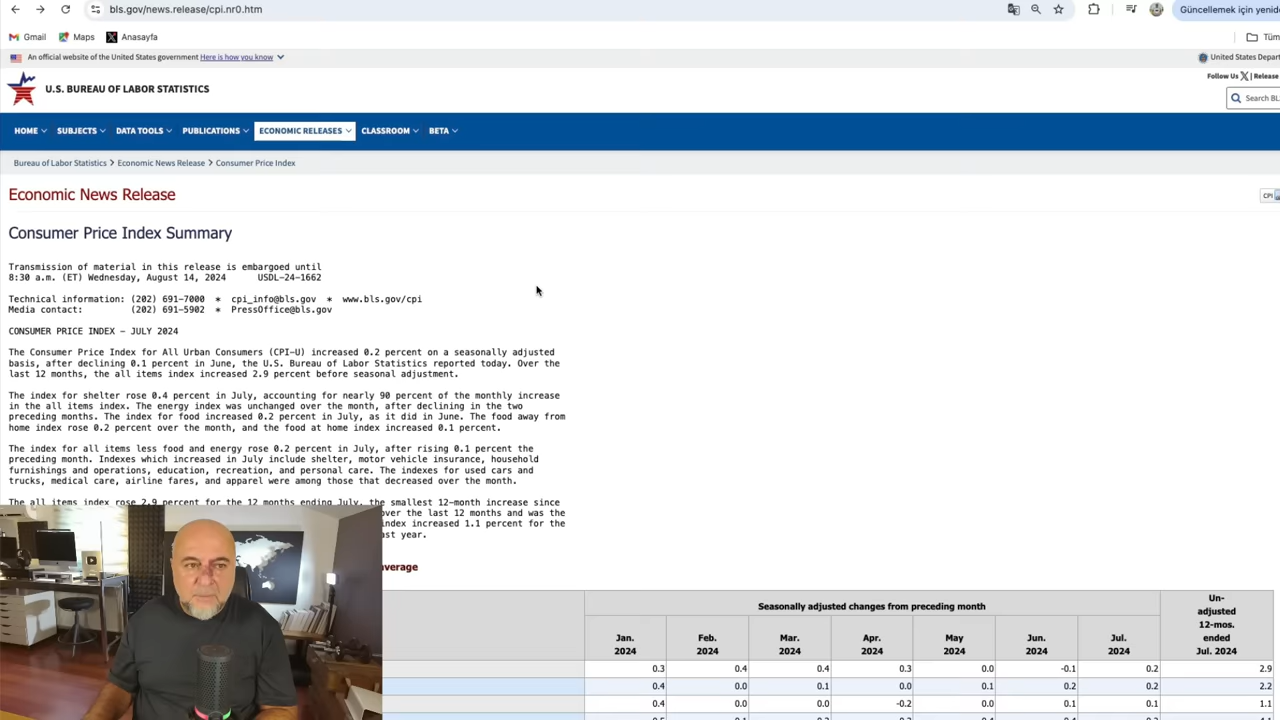 bls.gov/news.release/cpi.nr0.htm
Güncellemek için yenide
Gmail Maps Anasayfa
Tüm
An official website of the United States government Here is how you know
United States Depar
Follow Us | Release
U.S. BUREAU OF LABOR STATISTICS
Search BL
HOME SUBJECTS DATA TOOLS PUBLICATIONS ECONOMIC RELEASES CLASSROOM BETA
Bureau of Labor Statistics > Economic News Release > Consumer Price Index
Economic News Release
CPI
Consumer Price Index Summary
Transmission of material in this release is embargoed until
8:30 a.m. (ET) Wednesday, August 14, 2024 USDL-24-1662
Technical information: (202) 691-7000 * cpi_info@bls.gov * www.bls.gov/cpi
Media contact: (202) 691-5902 * PressOffice@bls.gov
CONSUMER PRICE INDEX – JULY 2024
The Consumer Price Index for All Urban Consumers (CPI-U) increased 0.2 percent on a seasonally adjusted
basis, after declining 0.1 percent in June, the U.S. Bureau of Labor Statistics reported today. Over the
last 12 months, the all items index increased 2.9 percent before seasonal adjustment.
The index for shelter rose 0.4 percent in July, accounting for nearly 90 percent of the monthly increase
in the all items index. The energy index was unchanged over the month, after declining in the two
preceding months. The index for food increased 0.2 percent in July, as it did in June. The food away from
home index rose 0.2 percent over the month, and the food at home index increased 0.1 percent.
The index for all items less food and energy rose 0.2 percent in July, after rising 0.1 percent the
preceding month. Indexes which increased in July include shelter, motor vehicle insurance, household
furnishings and operations, education, recreation, and personal care. The indexes for used cars and
trucks, medical care, airline fares, and apparel were among those that decreased over the month.
The all items index rose 2.9 percent for the 12 months ending July, the smallest 12-month increase since
over the last 12 months and was the
index increased 1.1 percent for the
ast year.
average
Seasonally adjusted changes from preceding month
Un-
adjusted
12-mos.
ended
Jul. 2024
Jan. 2024 Feb. 2024 Mar. 2024 Apr. 2024 May 2024 Jun. 2024 Jul. 2024
0.3 0.4 0.4 0.3 0.0 -0.1 0.2 2.9
0.4 0.0 0.1 0.0 0.1 0.2 0.2 2.2
0.4 0.0 0.0 -0.2 0.0 0.1 0.1 1.1